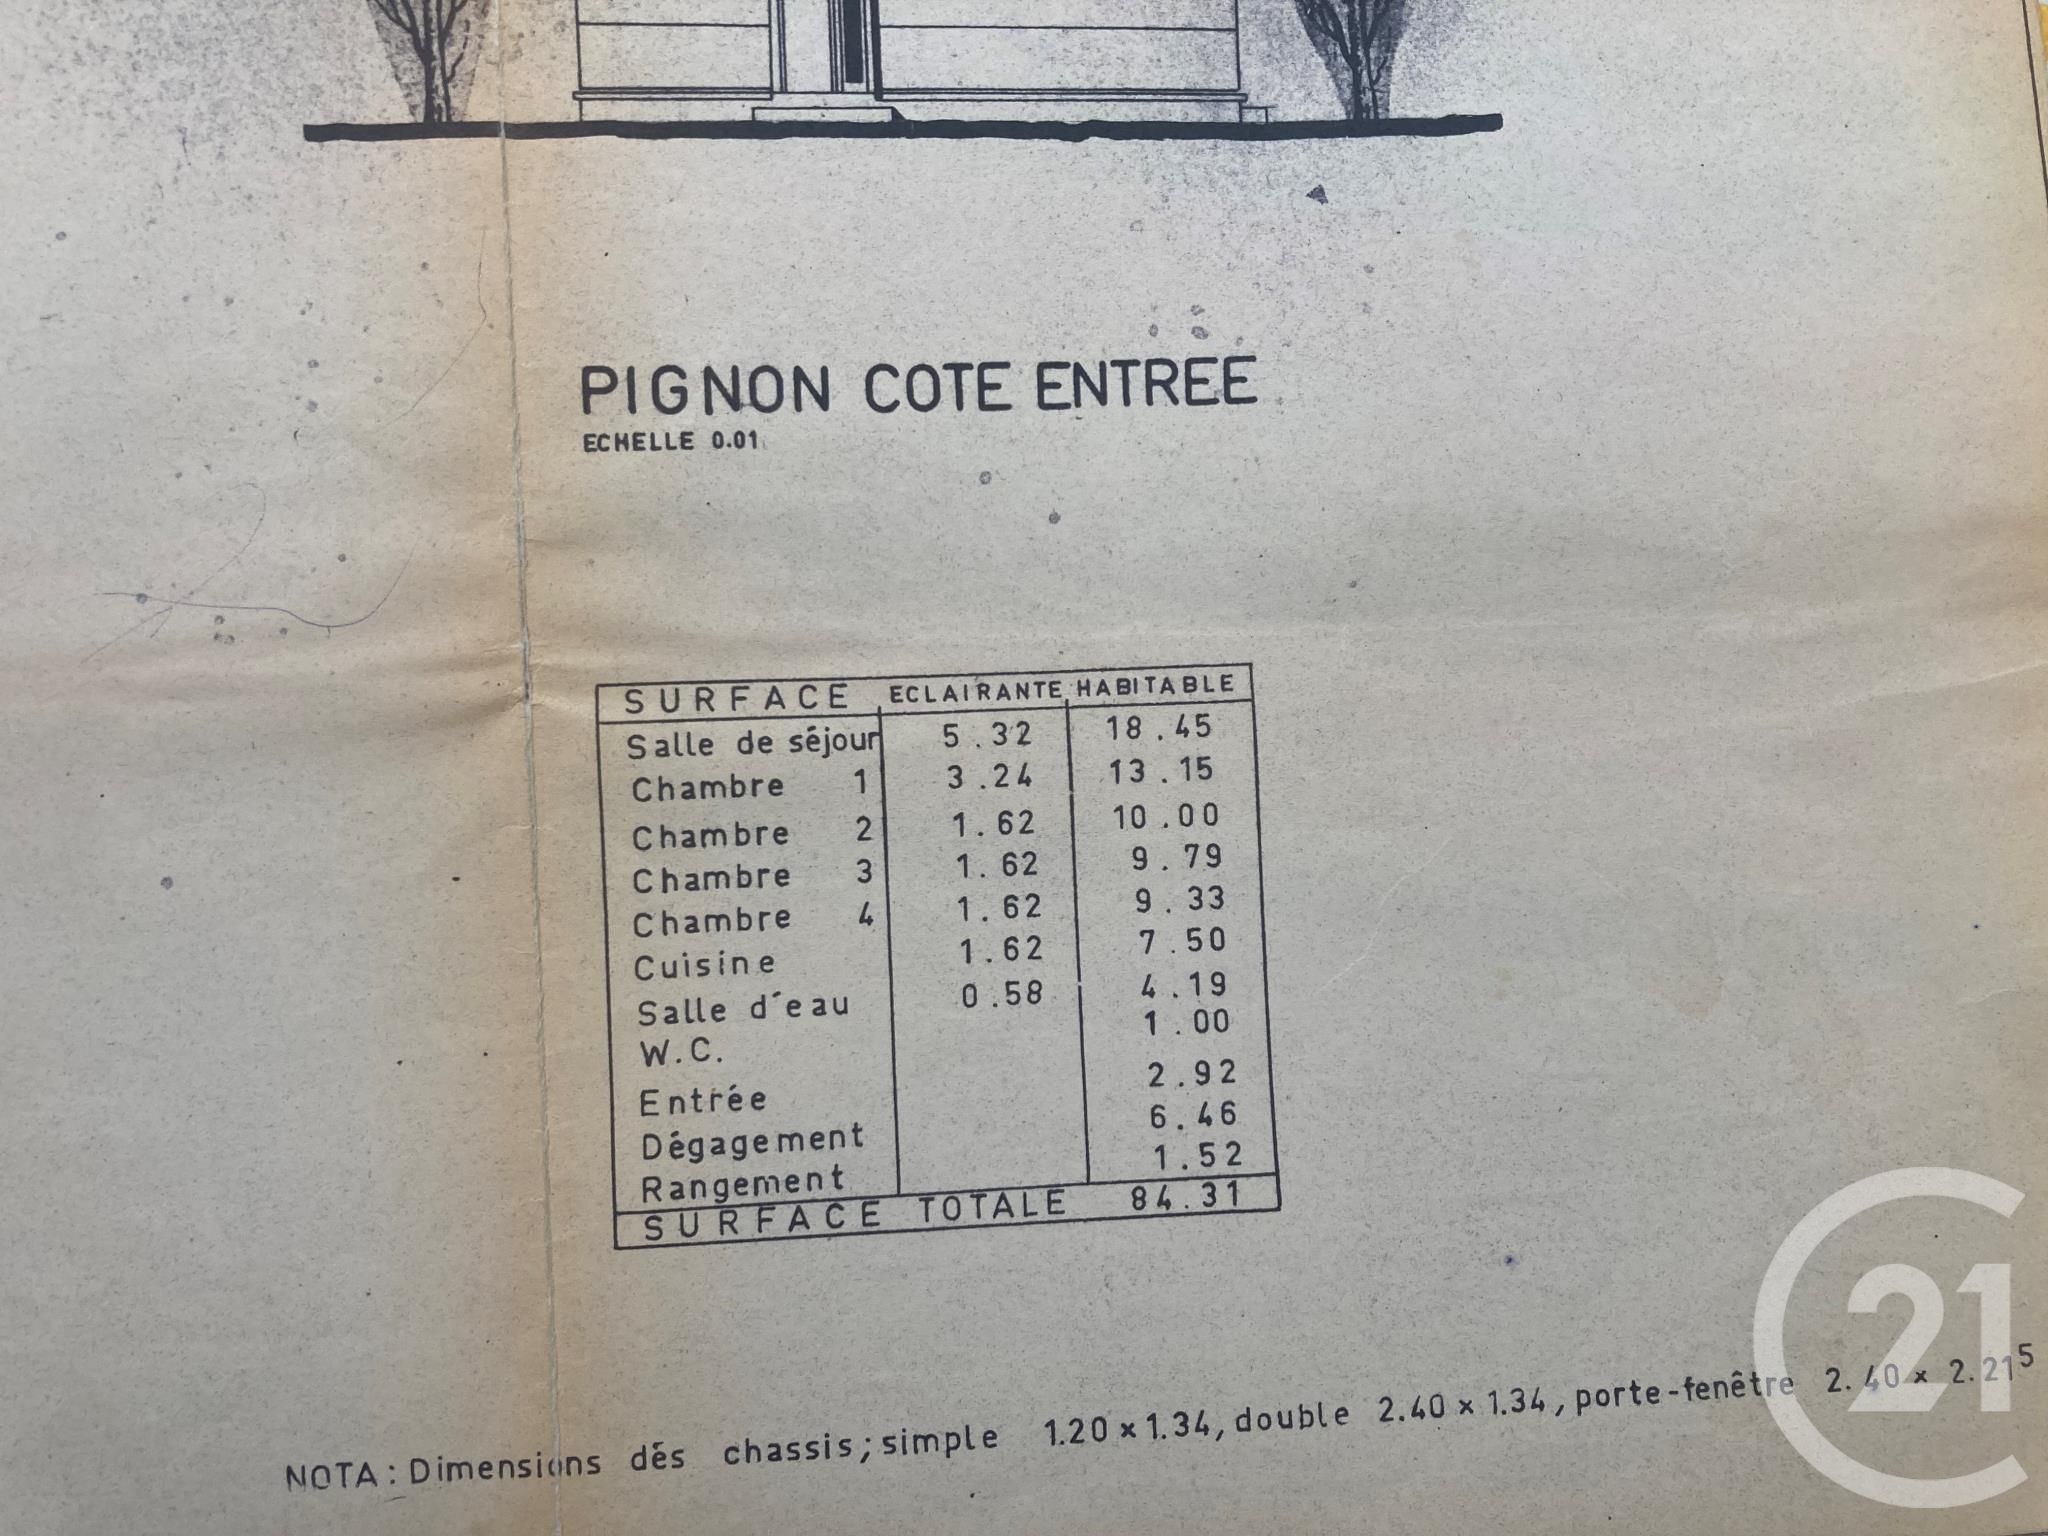 PIGNON COTE ENTREE
ECHELLE 0.01
SURFACE ECLAIRANTE HABITABLE
Salle de séjour 5.32 18.45
Chambre 1 3.24 13.15
Chambre 2 1.62 10.00
Chambre 3 1.62 9.79
Chambre 4 1.62 9.33
Cuisine 1.62 7.50
Salle d'eau 0.58 4.19
W.C. 1.00
Entrée 2.92
Dégagement 6.46
Rangement 1.52
SURFACE TOTALE 84.31
NOTA : Dimensions dés chassis ; simple 1.20 × 1.34, double 2.40 × 1.34, porte-fenêtre 2.40 × 2.21⁵
C21